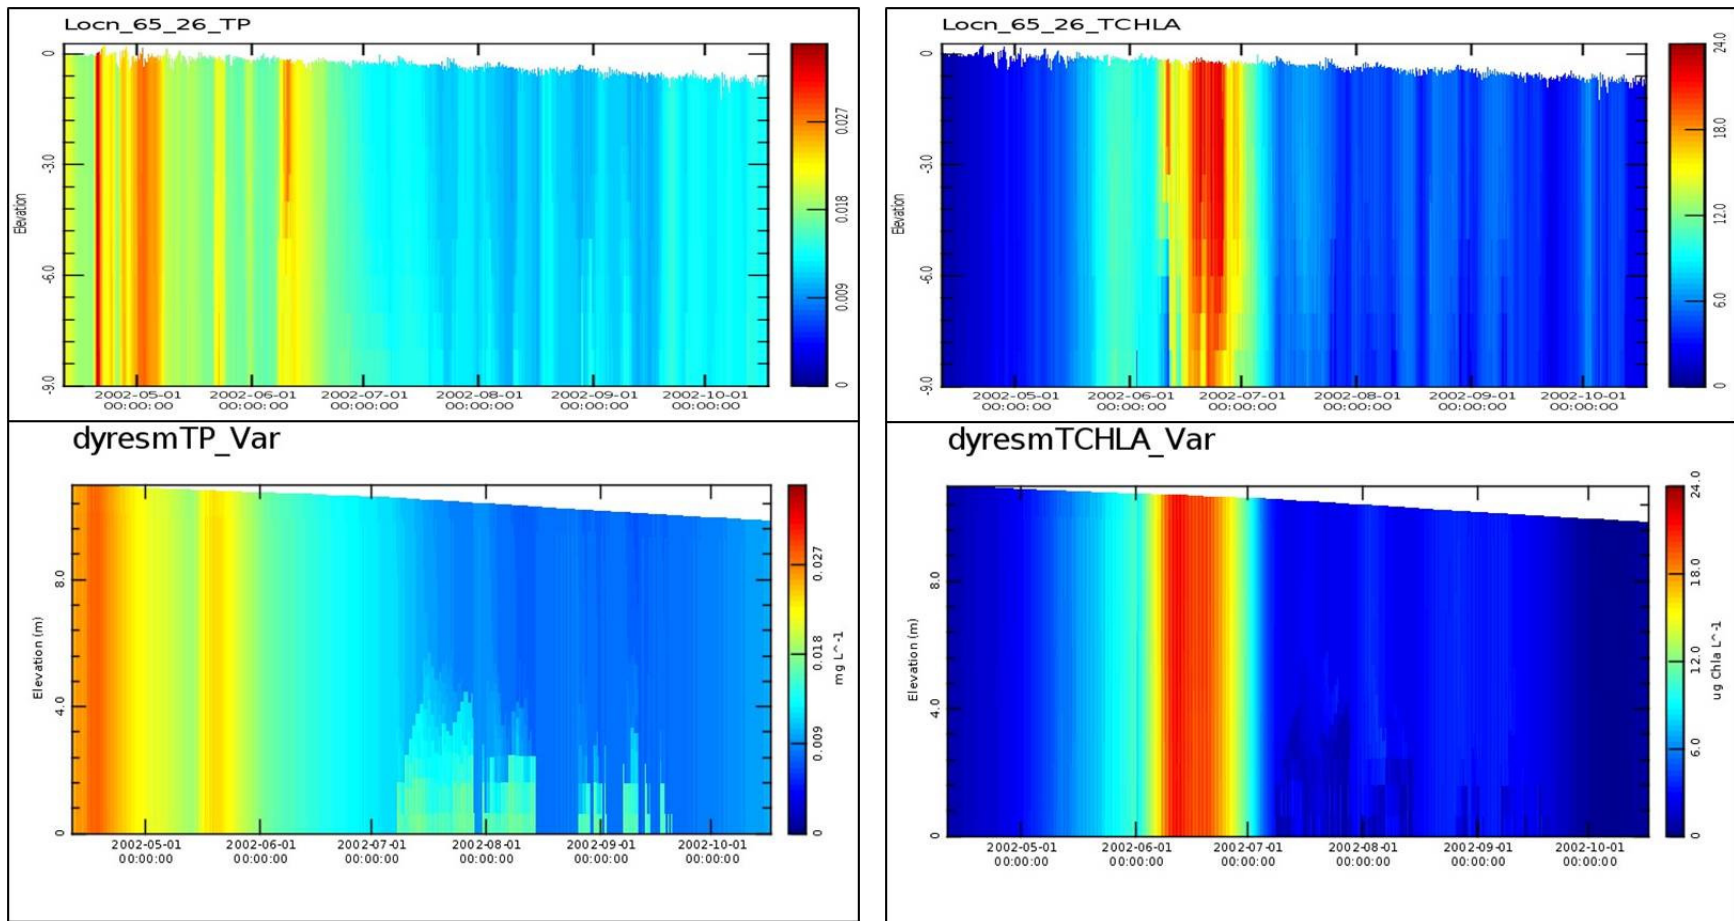 Locn_65_26_TP
0
-3.0
-6.0
-9.0
Elevation
2002-05-01 2002-06-01 2002-07-01 2002-08-01 2002-09-01 2002-10-01
00:00:00 00:00:00 00:00:00 00:00:00 00:00:00 00:00:00
0.027
0.018
0.009
0
Locn_65_26_TCHLA
0
-3.0
-6.0
-9.0
Elevation
2002-05-01 2002-06-01 2002-07-01 2002-08-01 2002-09-01 2002-10-01
00:00:00 00:00:00 00:00:00 00:00:00 00:00:00 00:00:00
24.0
18.0
12.0
6.0
0
dyresmTP_Var
8.0
4.0
0
Elevation (m)
2002-05-01 2002-06-01 2002-07-01 2002-08-01 2002-09-01 2002-10-01
00:00:00 00:00:00 00:00:00 00:00:00 00:00:00 00:00:00
0.027
0.018
0.009
0
mg L^-1
dyresmTCHLA_Var
8.0
4.0
0
Elevation (m)
2002-05-01 2002-06-01 2002-07-01 2002-08-01 2002-09-01 2002-10-01
00:00:00 00:00:00 00:00:00 00:00:00 00:00:00 00:00:00
24.0
18.0
12.0
6.0
0
ug Chla L^-1